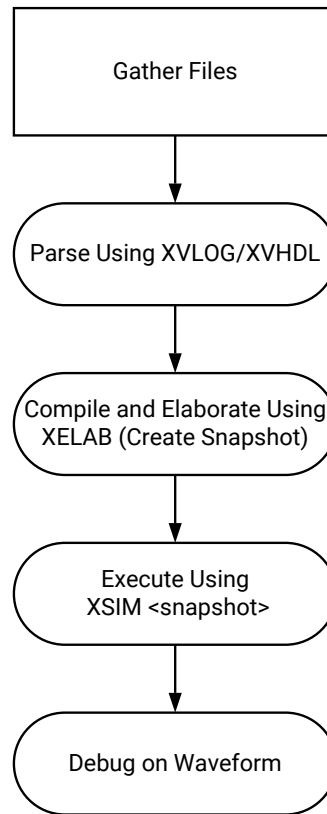 Gather Files
Parse Using XVLOG/XVHDL
Compile and Elaborate Using
XELAB (Create Snapshot)
Execute Using
XSIM <snapshot>
Debug on Waveform